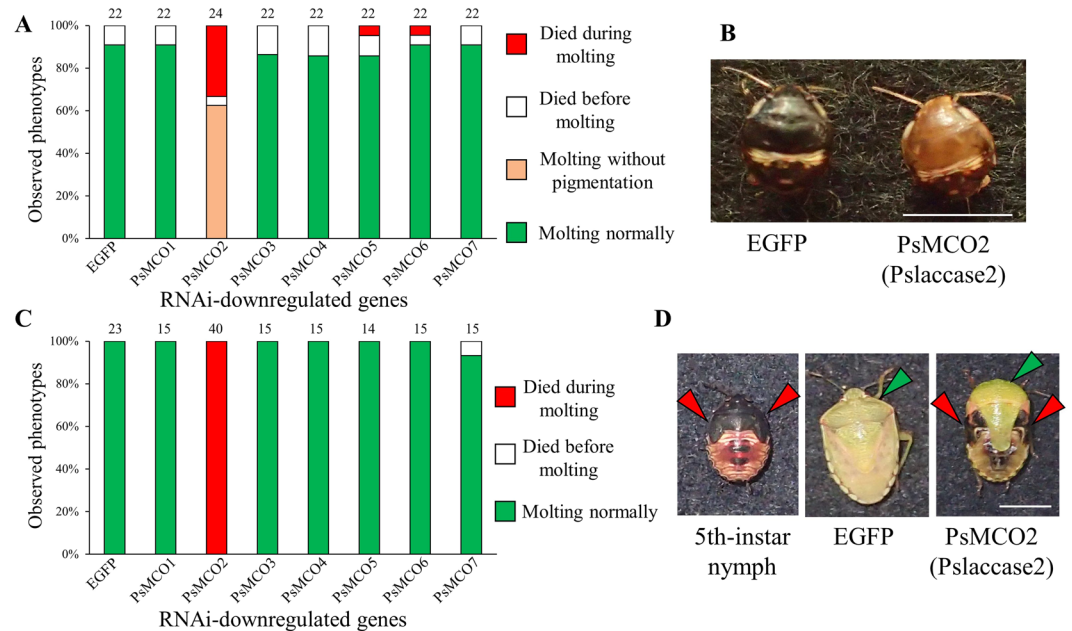 A
22 22 24 22 22 22 22 22
100%
80%
60%
40%
20%
0%
Observed phenotypes
EGFP
PsMCO1
PsMCO2
PsMCO3
PsMCO4
PsMCO5
PsMCO6
PsMCO7
RNAi-downregulated genes
Died during
molting
Died before
molting
Molting without
pigmentation
Molting normally
B
EGFP
PsMCO2
(Pslaccase2)
C
23 15 40 15 15 14 15 15
100%
80%
60%
40%
20%
0%
Observed phenotypes
EGFP
PsMCO1
PsMCO2
PsMCO3
PsMCO4
PsMCO5
PsMCO6
PsMCO7
RNAi-downregulated genes
Died during
molting
Died before
molting
Molting normally
D
5th-instar
nymph
EGFP
PsMCO2
(Pslaccase2)